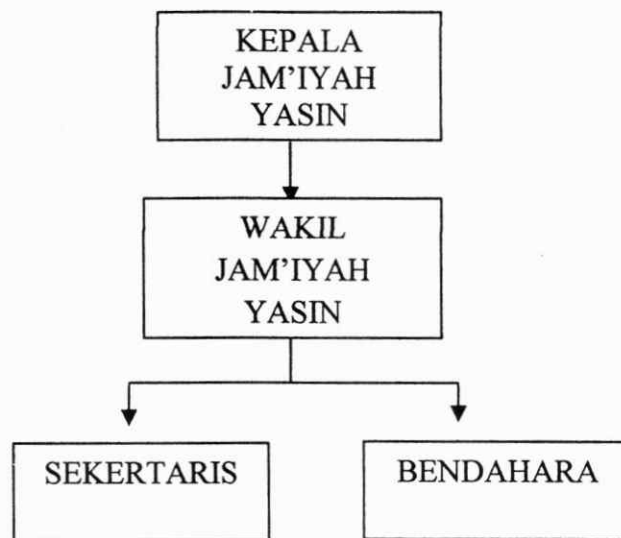 KEPALA
JAM'IYAH
YASIN
WAKIL
JAM'IYAH
YASIN
SEKERTARIS
BENDAHARA